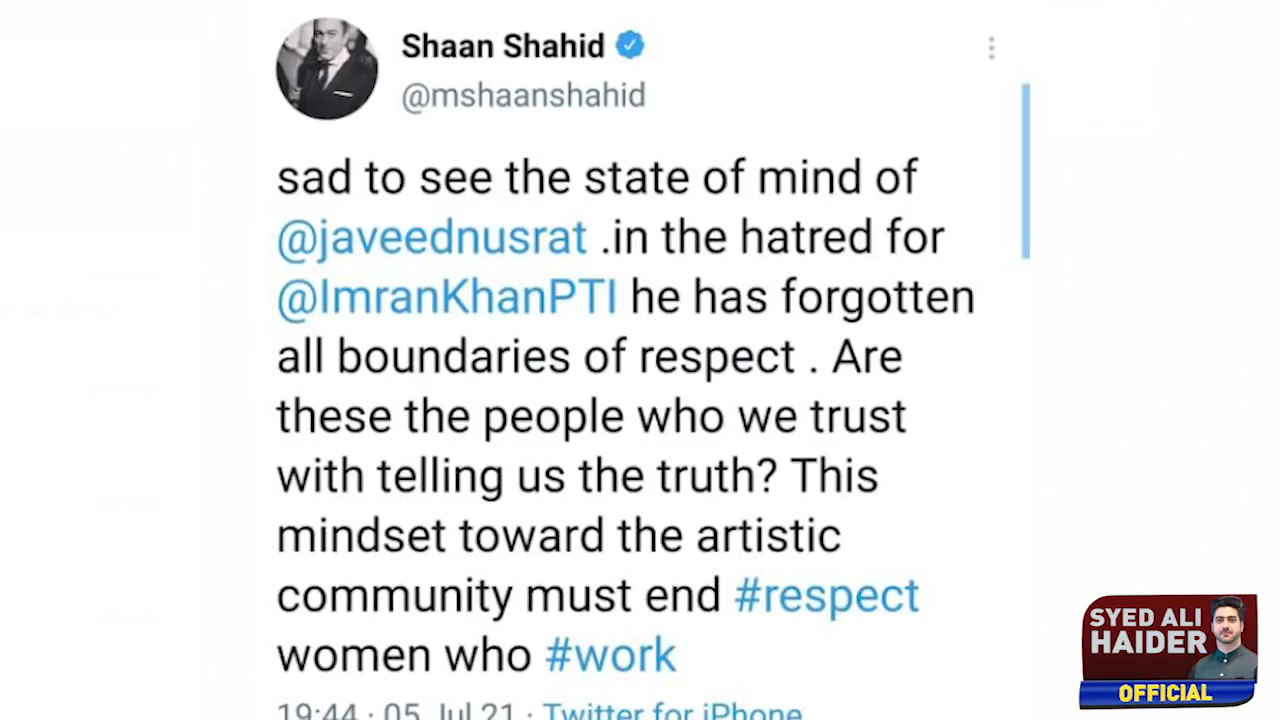 Shaan Shahid
@mshaanshahid
sad to see the state of mind of
@javeednusrat .in the hatred for
@ImranKhanPTI he has forgotten
all boundaries of respect . Are
these the people who we trust
with telling us the truth? This
mindset toward the artistic
community must end #respect
women who #work
19:44 · 05 Jul 21 · Twitter for iPhone
SYED ALI
HAIDER
OFFICIAL